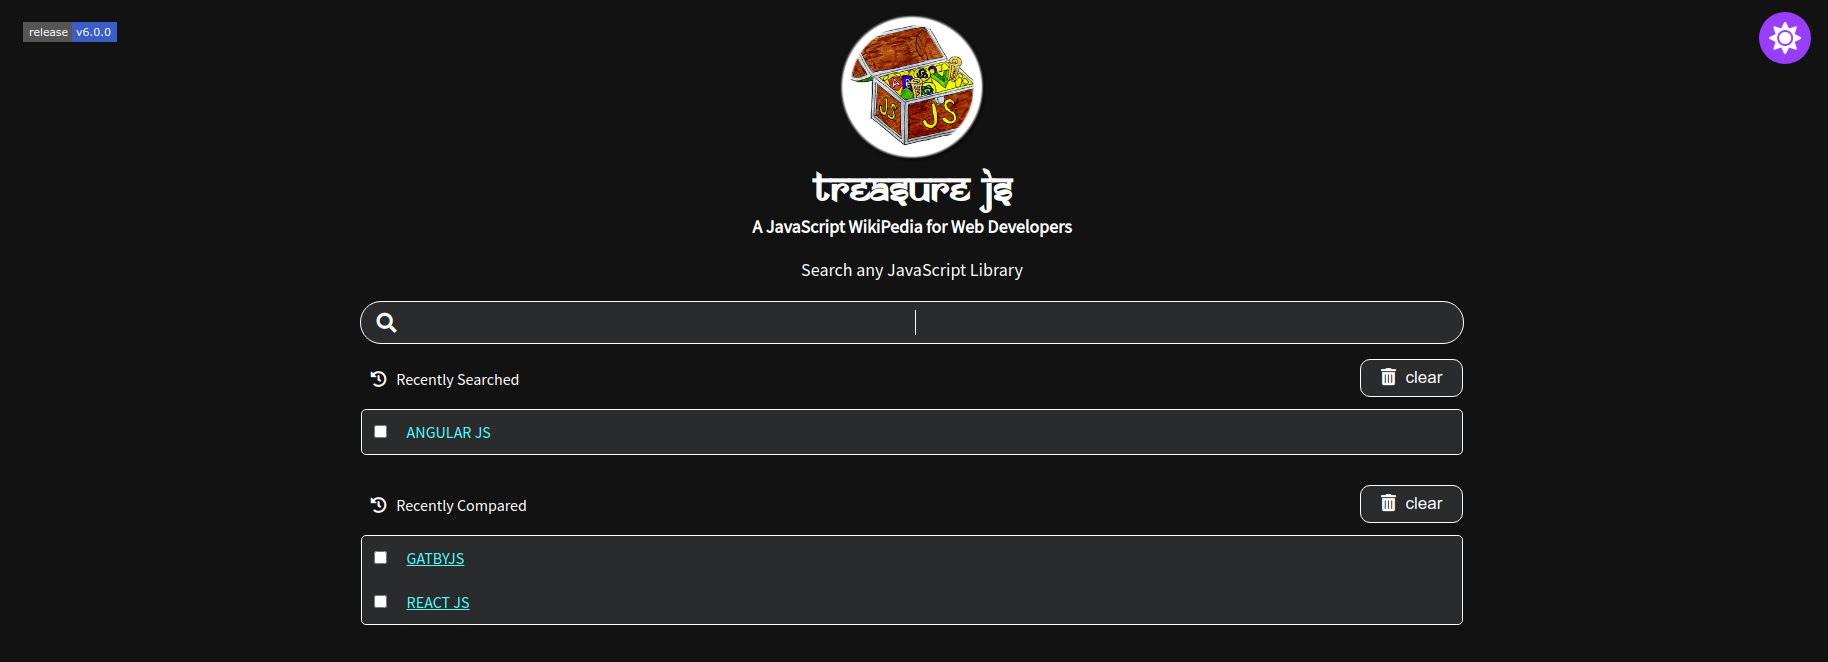 release v6.0.0
JS JS
TREASURE JS
A JavaScript WikiPedia for Web Developers
Search any JavaScript Library
Recently Searched
clear
ANGULAR JS
Recently Compared
clear
GATBYJS
REACT JS